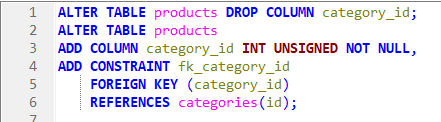 1 ALTER TABLE products DROP COLUMN category_id;
2 ALTER TABLE products
3 ADD COLUMN category_id INT UNSIGNED NOT NULL,
4 ADD CONSTRAINT fk_category_id
5     FOREIGN KEY (category_id)
6     REFERENCES categories(id);
7